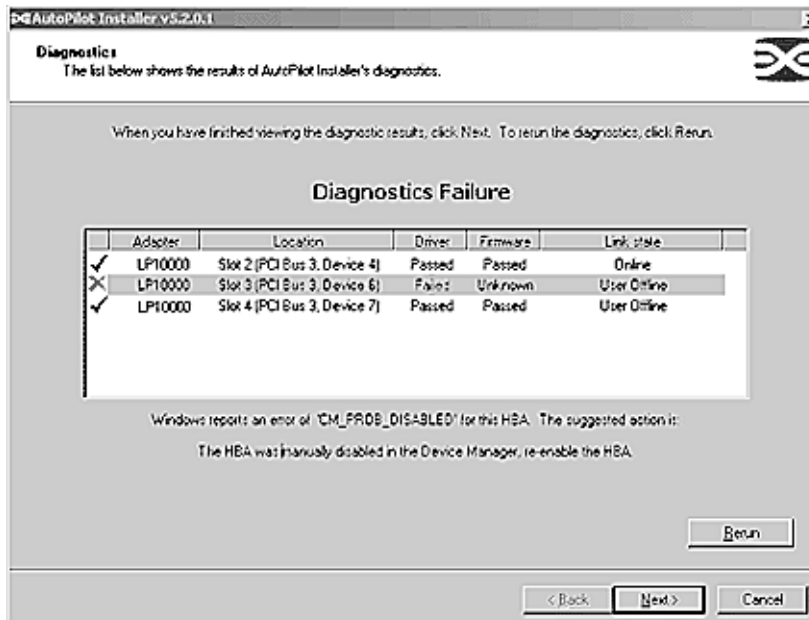 AutoPilot Installer v5.2.0.1
Diagnostics
The list below shows the results of AutoPilot Installer's diagnostics.
When you have finished viewing the diagnostic results, click Next. To rerun the diagnostics, click Rerun.
Diagnostics Failure
Adapter Location Driver Firmware Link state
LP10000 Slot 2 (PCI Bus 3, Device 4) Passed Passed Online
LP10000 Slot 3 (PCI Bus 3, Device 6) Failed Unknown User Offline
LP10000 Slot 4 (PCI Bus 3, Device 7) Passed Passed User Offline
Windows reports an error of "CM_PROB_DISABLED" for this HBA. The suggested action is:
The HBA was manually disabled in the Device Manager, re-enable the HBA
Rerun
< Back Next > Cancel